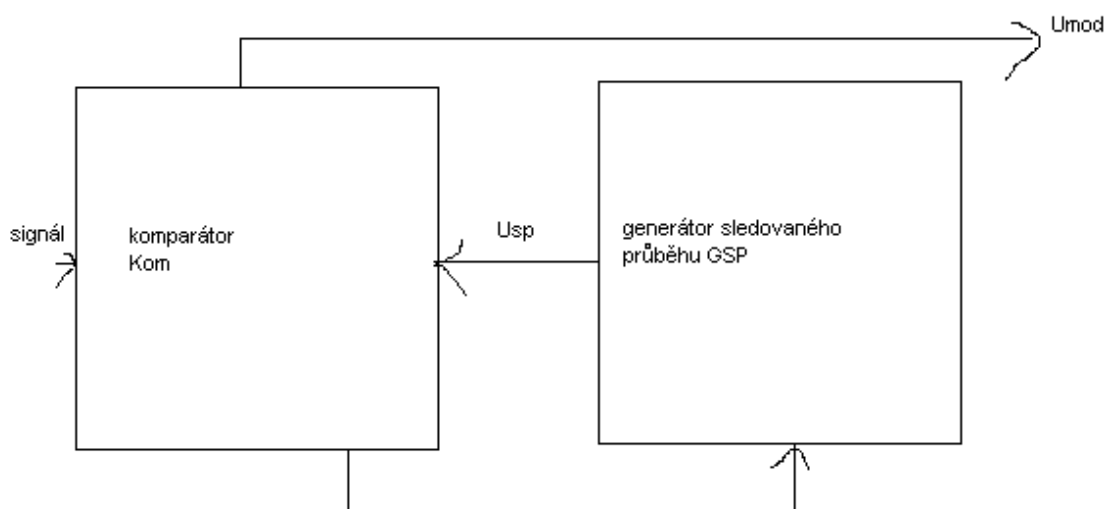 Umod
signál
komparátor
Kom
Usp
generátor sledovaného
průběhu GSP